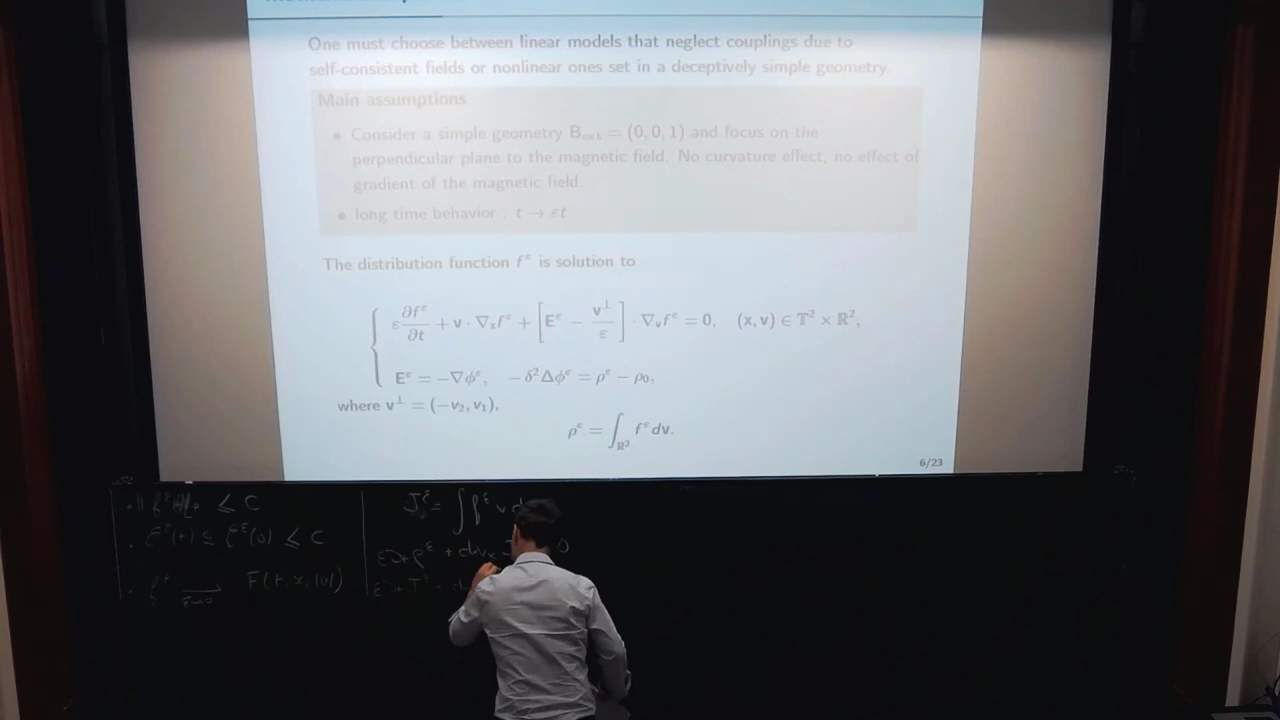 One must choose between linear models that neglect couplings due to
self-consistent fields or nonlinear ones set in a deceptively simple geometry.
Main assumptions
• Consider a simple geometry B_ext = (0, 0, 1) and focus on the
perpendicular plane to the magnetic field. No curvature effect, no effect of
gradient of the magnetic field.
• long time behavior : t → εt
The distribution function f^ε is solution to
ε ∂f^ε/∂t + v · ∇_x f^ε + [E^ε − v^⊥/ε] · ∇_v f^ε = 0, (x, v) ∈ 𝕋² × ℝ²,
E^ε = −∇φ^ε, −δ²Δφ^ε = ρ^ε − ρ₀,
where v^⊥ = (−v₂, v₁),
ρ^ε = ∫_ℝ² f^ε dv.
6/23
≤ C
ℰ^ε(t) ≤ ℰ^ε(0) ≤ C
f^ε → F(t, x, |v|)
J^ε = ∫ f^ε v
ε ∂_t ρ^ε + div_x